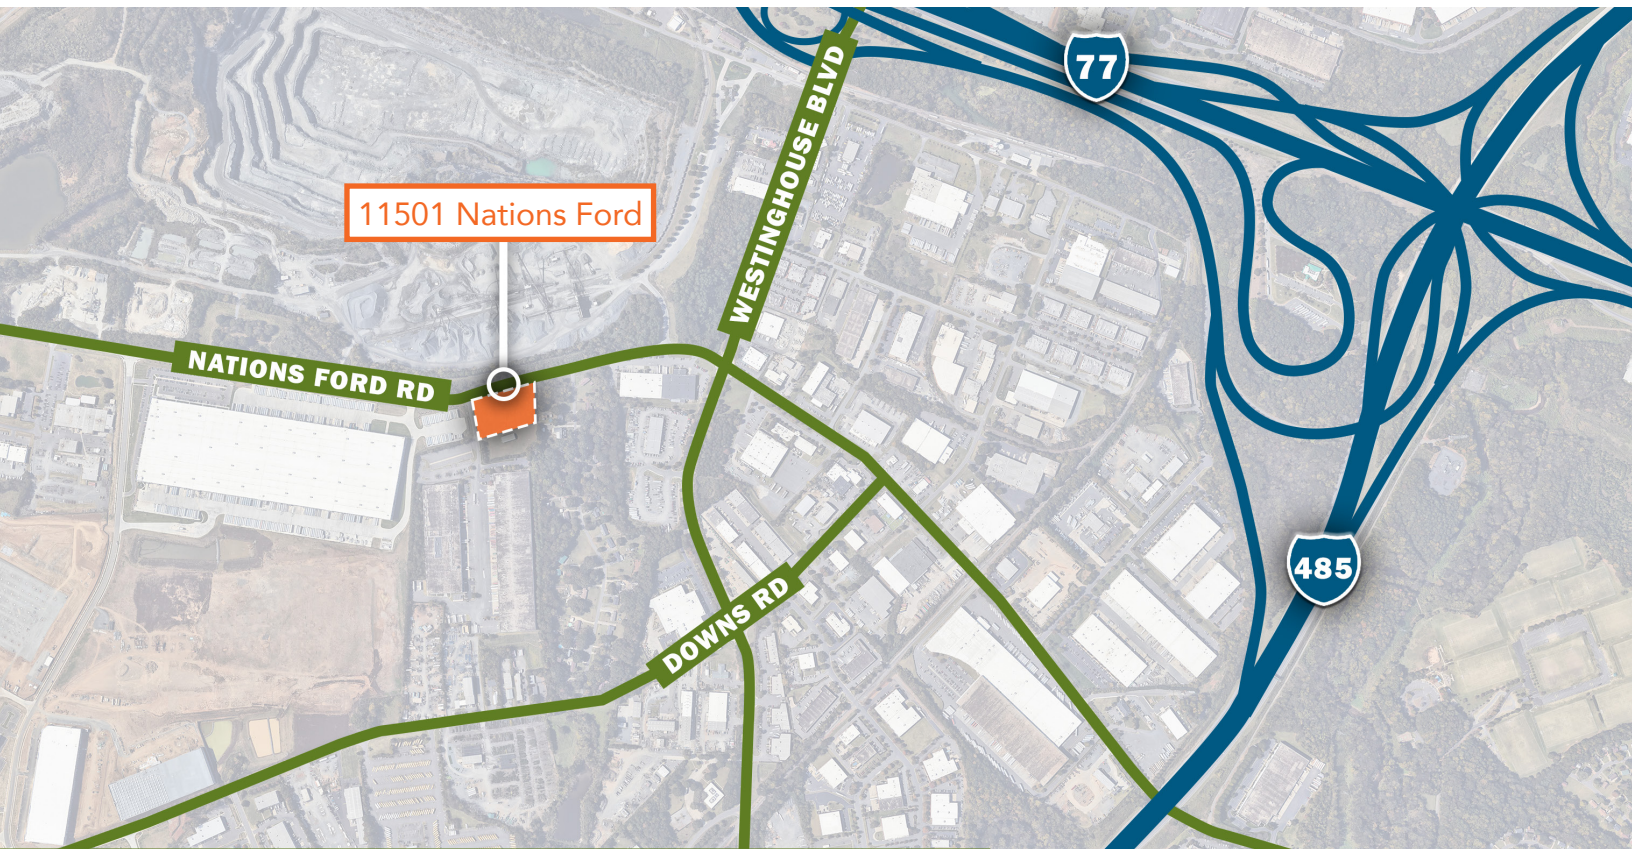 77
WESTINGHOUSE BLVD
11501 Nations Ford
NATIONS FORD RD
485
DOWNS RD